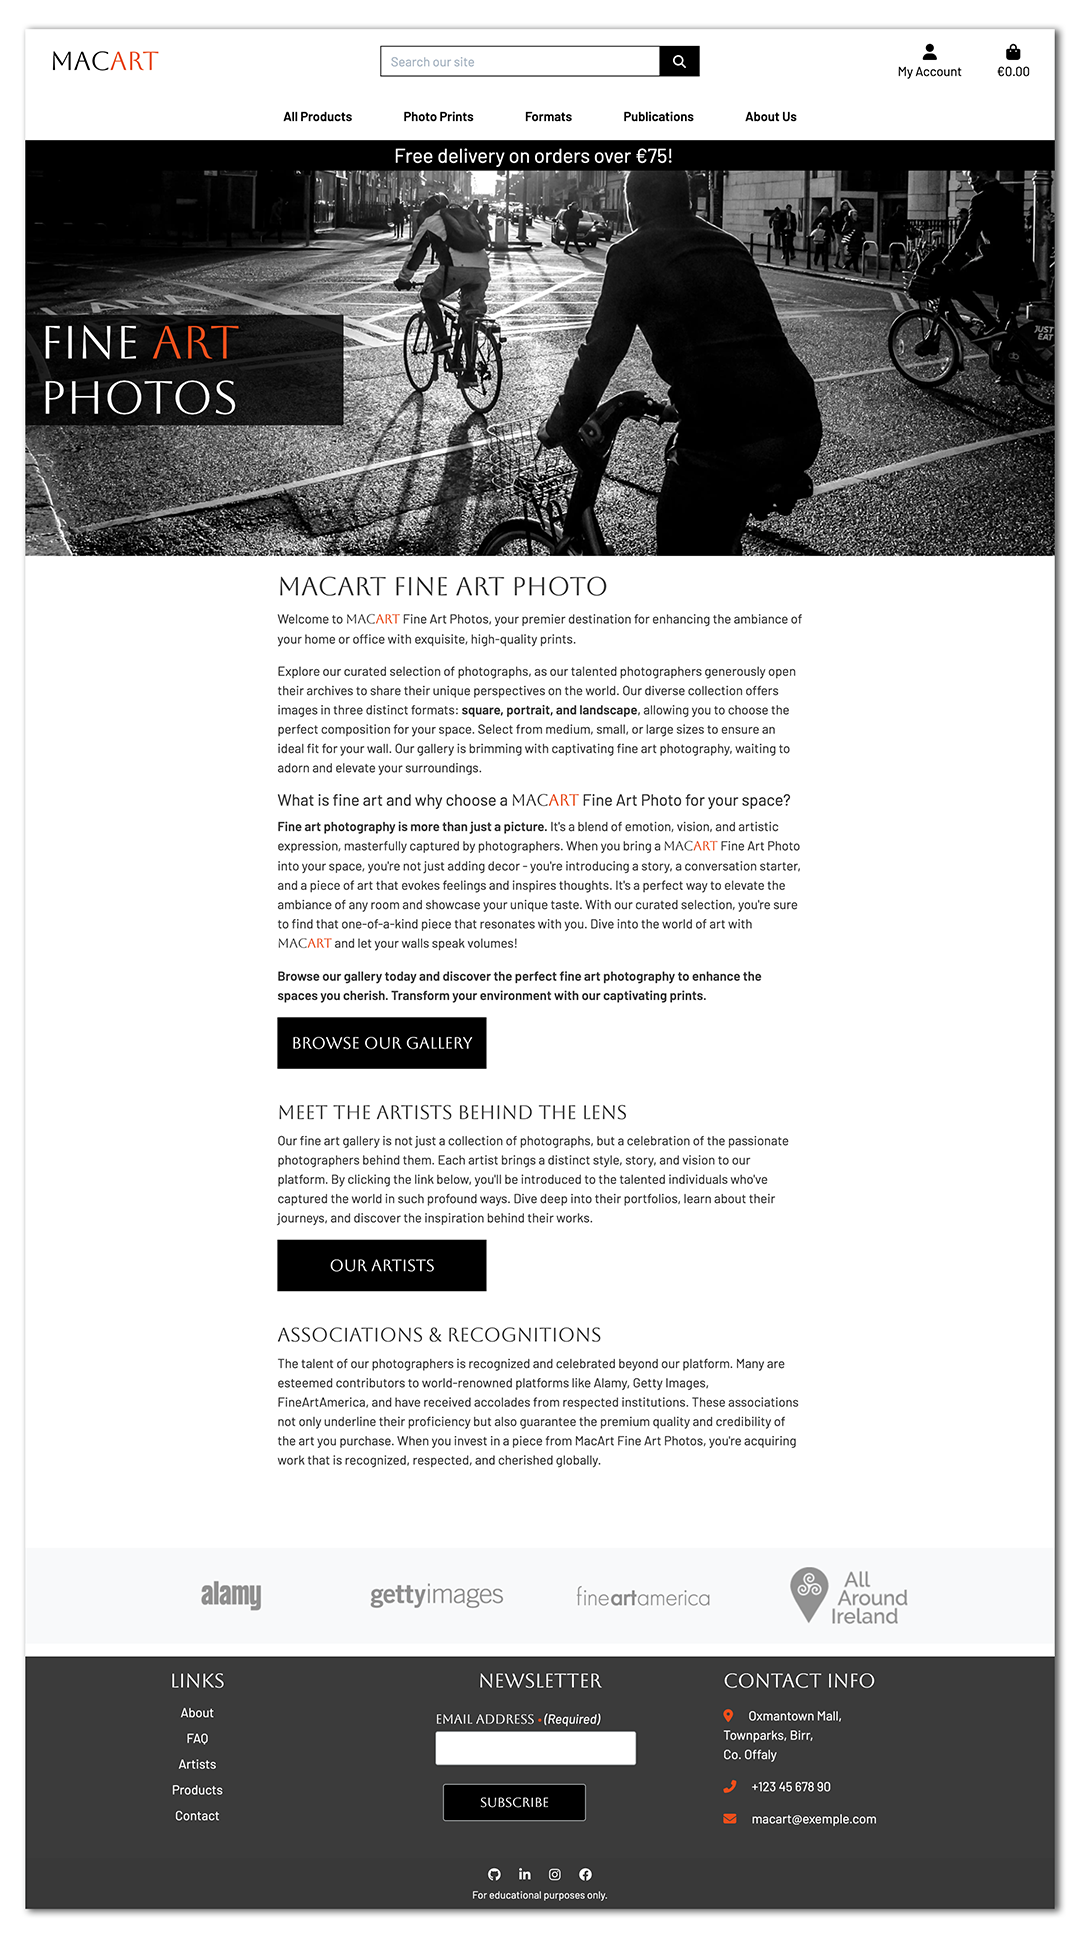 MACART
Search our site
My Account
€0.00
All Products
Photo Prints
Formats
Publications
About Us
Free delivery on orders over €75!
LANA
JUST
EAT
FINE ART
PHOTOS
MACART FINE ART PHOTO
Welcome to MACART Fine Art Photos, your premier destination for enhancing the ambiance of
your home or office with exquisite, high-quality prints.
Explore our curated selection of photographs, as our talented photographers generously open
their archives to share their unique perspectives on the world. Our diverse collection offers
images in three distinct formats: square, portrait, and landscape, allowing you to choose the
perfect composition for your space. Select from medium, small, or large sizes to ensure an
ideal fit for your wall. Our gallery is brimming with captivating fine art photography, waiting to
adorn and elevate your surroundings.
What is fine art and why choose a MACART Fine Art Photo for your space?
Fine art photography is more than just a picture. It's a blend of emotion, vision, and artistic
expression, masterfully captured by photographers. When you bring a MACART Fine Art Photo
into your space, you're not just adding decor - you're introducing a story, a conversation starter,
and a piece of art that evokes feelings and inspires thoughts. It's a perfect way to elevate the
ambiance of any room and showcase your unique taste. With our curated selection, you're sure
to find that one-of-a-kind piece that resonates with you. Dive into the world of art with
MACART and let your walls speak volumes!
Browse our gallery today and discover the perfect fine art photography to enhance the
spaces you cherish. Transform your environment with our captivating prints.
BROWSE OUR GALLERY
MEET THE ARTISTS BEHIND THE LENS
Our fine art gallery is not just a collection of photographs, but a celebration of the passionate
photographers behind them. Each artist brings a distinct style, story, and vision to our
platform. By clicking the link below, you'll be introduced to the talented individuals who've
captured the world in such profound ways. Dive deep into their portfolios, learn about their
journeys, and discover the inspiration behind their works.
OUR ARTISTS
ASSOCIATIONS & RECOGNITIONS
The talent of our photographers is recognized and celebrated beyond our platform. Many are
esteemed contributors to world-renowned platforms like Alamy, Getty Images,
FineArtAmerica, and have received accolades from respected institutions. These associations
not only underline their proficiency but also guarantee the premium quality and credibility of
the art you purchase. When you invest in a piece from MacArt Fine Art Photos, you're acquiring
work that is recognized, respected, and cherished globally.
alamy
gettyimages
fineartamerica
All
Around
Ireland
LINKS
About
FAQ
Artists
Products
Contact
NEWSLETTER
EMAIL ADDRESS • (Required)
SUBSCRIBE
CONTACT INFO
Oxmantown Mall,
Townparks, Birr,
Co. Offaly
+123 45 678 90
macart@exemple.com
For educational purposes only.